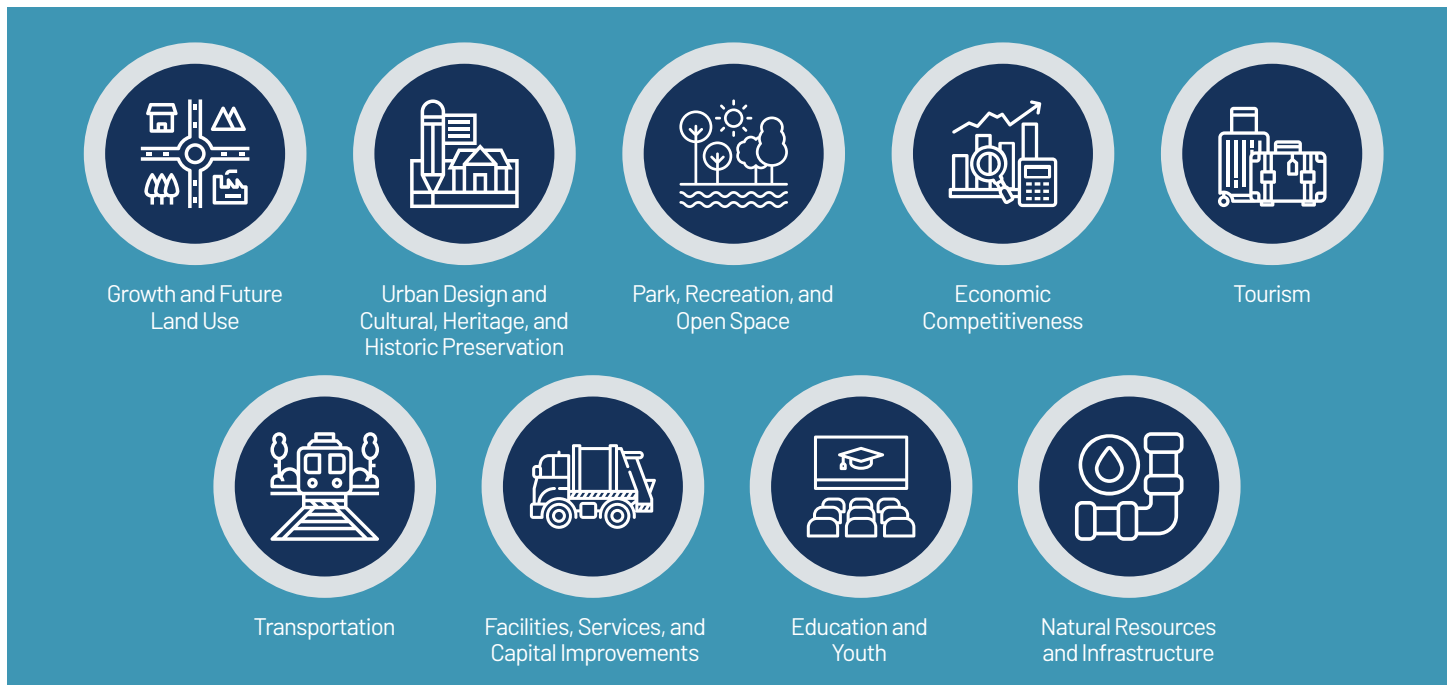 Growth and Future
Land Use
Urban Design and
Cultural, Heritage, and
Historic Preservation
Park, Recreation, and
Open Space
Economic
Competitiveness
Tourism
Transportation
Facilities, Services, and
Capital Improvements
Education and
Youth
Natural Resources
and Infrastructure